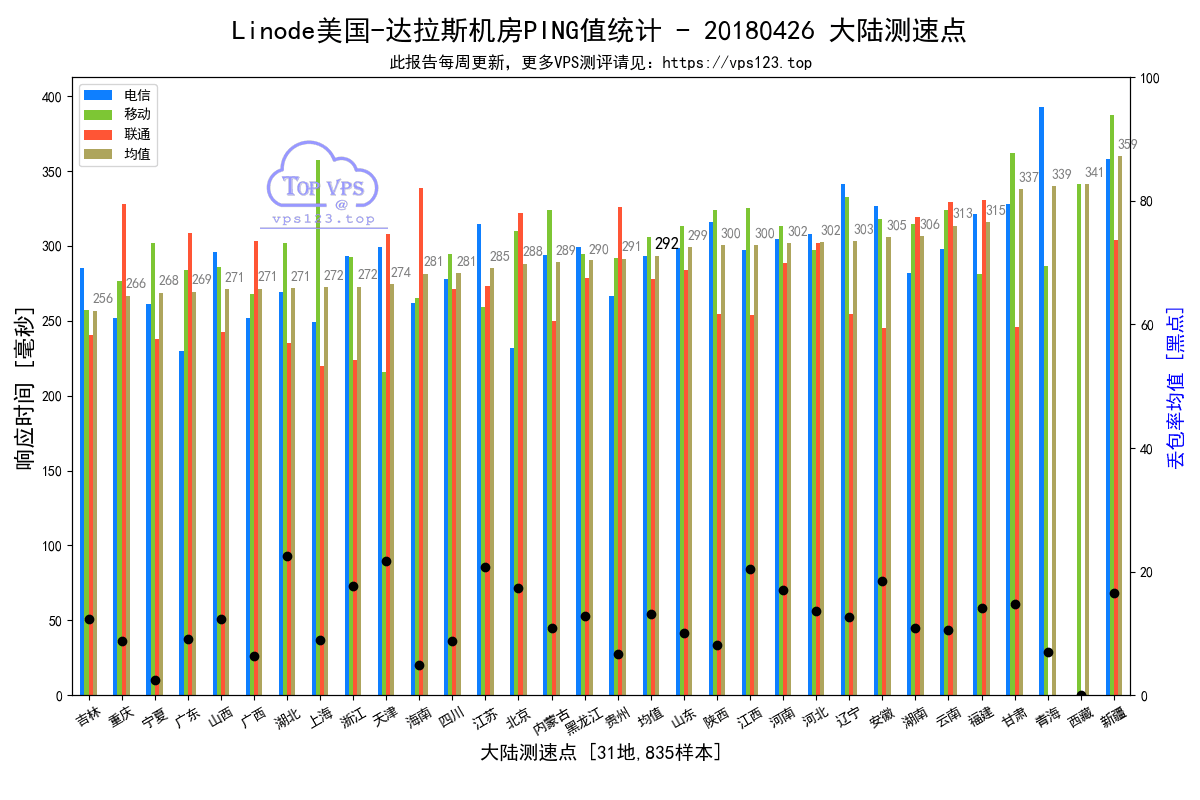 Linode美国-达拉斯机房PING值统计 - 20180426 大陆测速点
此报告每周更新，更多VPS测评请见：https://vps123.top
电信
移动
联通
均值
TOP VPS
@
vps123.top
响应时间 [毫秒]
400
350
300
250
200
150
100
50
0
256
266
268
269
271
271
271
272
272
274
281
281
285
288
289
290
291
292
299
300
300
302
302
303
305
306
313
315
337
339
341
359
100
80
60
40
20
0
丢包率均值 [黑点]
吉林
重庆
宁夏
广东
山西
广西
湖北
上海
浙江
天津
海南
四川
江苏
北京
内蒙古
黑龙江
贵州
均值
山东
陕西
江西
河南
河北
辽宁
安徽
湖南
云南
福建
甘肃
青海
西藏
新疆
大陆测速点 [31地,835样本]